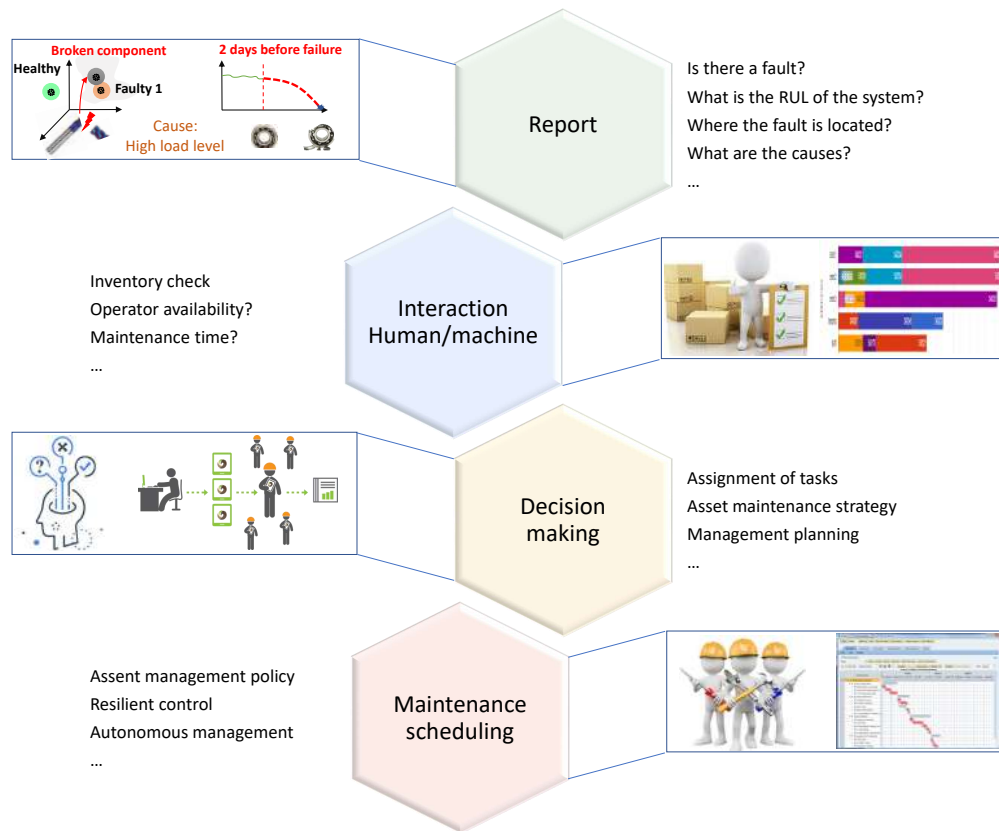 Broken component
2 days before failure
Healthy
Faulty 1
Cause:
High load level
Report
Is there a fault?
What is the RUL of the system?
Where the fault is located?
What are the causes?
…
Inventory check
Operator availability?
Maintenance time?
…
Interaction
Human/machine
Decision
making
Assignment of tasks
Asset maintenance strategy
Management planning
…
Assent management policy
Resilient control
Autonomous management
…
Maintenance
scheduling